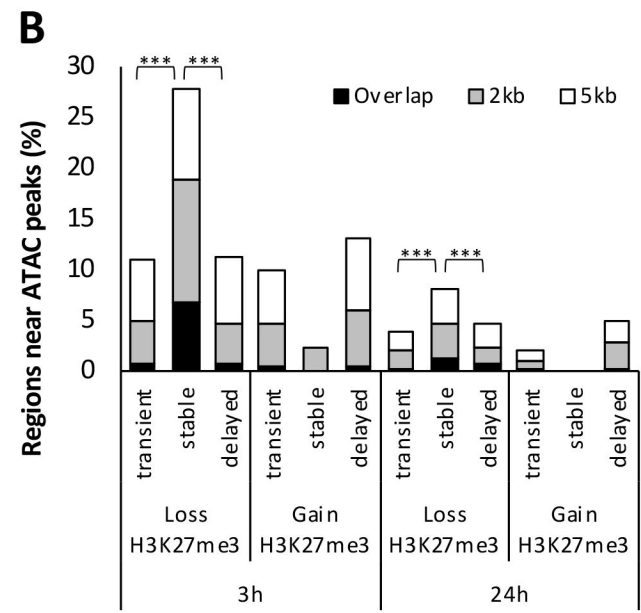 B
Regions near ATAC peaks (%)
30
25
20
15
10
5
0
Overlap 2kb 5kb
*** ***
*** ***
transient stable delayed transient stable delayed transient stable delayed transient stable delayed
Loss Gain Loss Gain
H3K27me3 H3K27me3 H3K27me3 H3K27me3
3h 24h